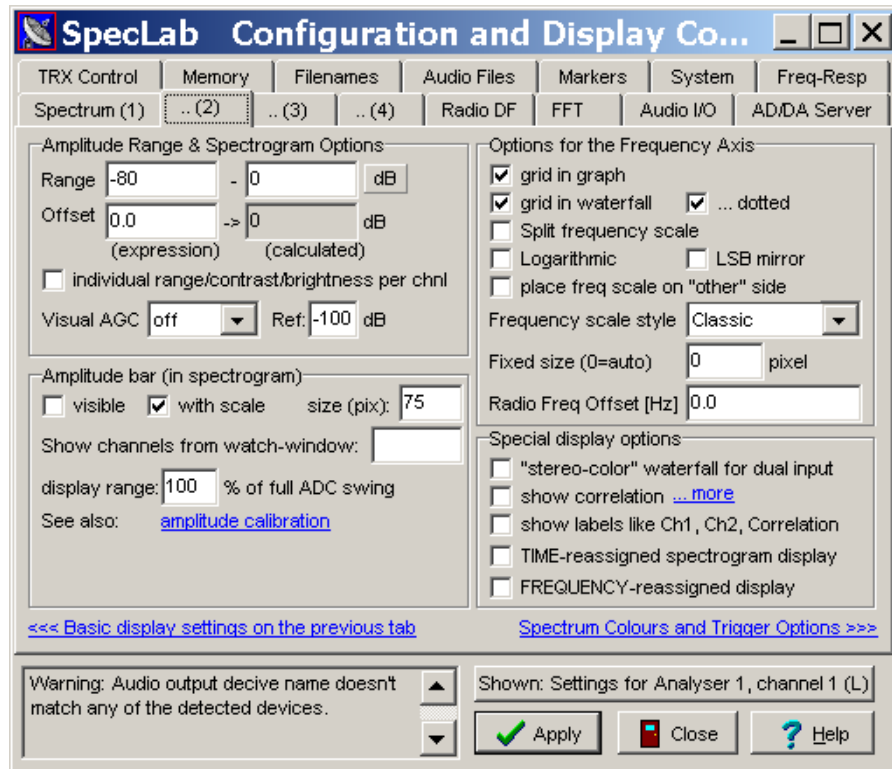 SpecLab Configuration and Display Co...
TRX Control Memory Filenames Audio Files Markers System Freq-Resp
Spectrum (1) ..(2) ..(3) ..(4) Radio DF FFT Audio I/O AD/DA Server
Amplitude Range & Spectrogram Options
Range -80 - 0 dB
Offset 0.0 -> 0 dB
(expression) (calculated)
individual range/contrast/brightness per chnl
Visual AGC off Ref: -100 dB
Amplitude bar (in spectrogram)
visible with scale size (pix): 75
Show channels from watch-window:
display range: 100 % of full ADC swing
See also: amplitude calibration
Options for the Frequency Axis
grid in graph
grid in waterfall ... dotted
Split frequency scale
Logarithmic LSB mirror
place freq scale on "other" side
Frequency scale style Classic
Fixed size (0=auto) 0 pixel
Radio Freq Offset [Hz] 0.0
Special display options
"stereo-color" waterfall for dual input
show correlation ... more
show labels like Ch1, Ch2, Correlation
TIME-reassigned spectrogram display
FREQUENCY-reassigned display
<<< Basic display settings on the previous tab
Spectrum Colours and Trigger Options >>>
Warning: Audio output decive name doesn't
match any of the detected devices.
Shown: Settings for Analyser 1, channel 1 (L)
Apply Close Help